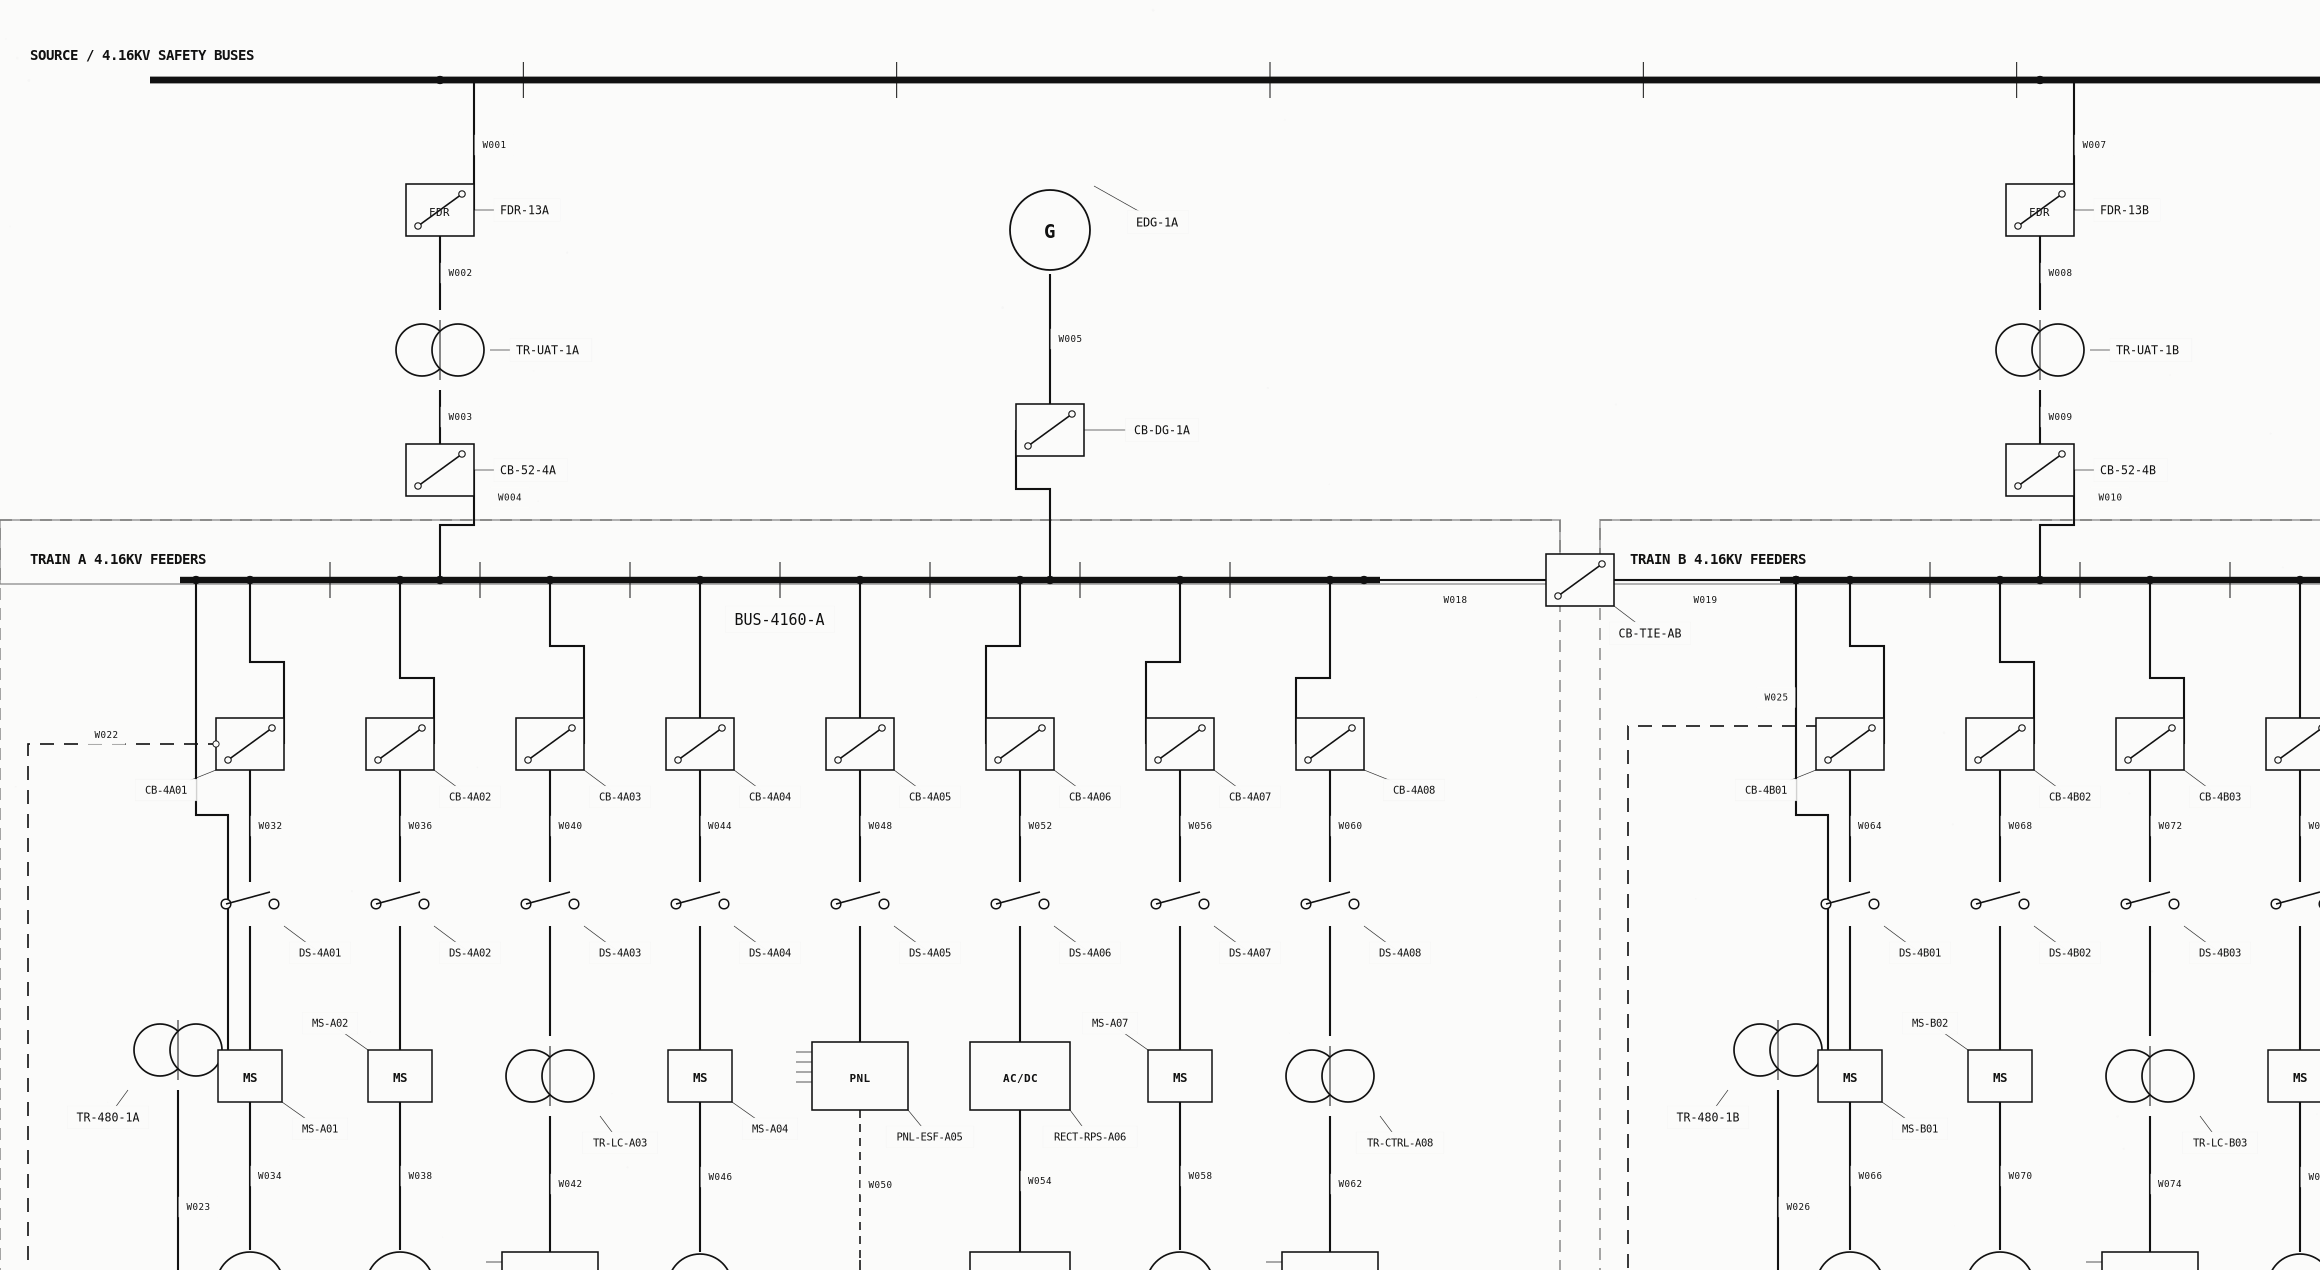 SOURCE / 4.16KV SAFETY BUSES
W001
W007
FDR
FDR-13A
EDG-1A
FDR
FDR-13B
G
W002
W008
W005
TR-UAT-1A
TR-UAT-1B
W003
W009
CB-DG-1A
CB-52-4A
CB-52-4B
W004
W010
TRAIN A 4.16KV FEEDERS
TRAIN B 4.16KV FEEDERS
W018
W019
BUS-4160-A
CB-TIE-AB
W025
W022
CB-4A01
CB-4A02
CB-4A03
CB-4A04
CB-4A05
CB-4A06
CB-4A07
CB-4A08
CB-4B01
CB-4B02
CB-4B03
W032
W036
W040
W044
W048
W052
W056
W060
W064
W068
W072
DS-4A01
DS-4A02
DS-4A03
DS-4A04
DS-4A05
DS-4A06
DS-4A07
DS-4A08
DS-4B01
DS-4B02
DS-4B03
MS-A02
MS-A07
MS-B02
MS
MS
MS
PNL
AC/DC
MS
MS
MS
MS
TR-480-1A
MS-A01
TR-LC-A03
MS-A04
PNL-ESF-A05
RECT-RPS-A06
TR-CTRL-A08
TR-480-1B
MS-B01
TR-LC-B03
W034
W038
W042
W046
W050
W054
W058
W062
W066
W070
W074
W023
W026